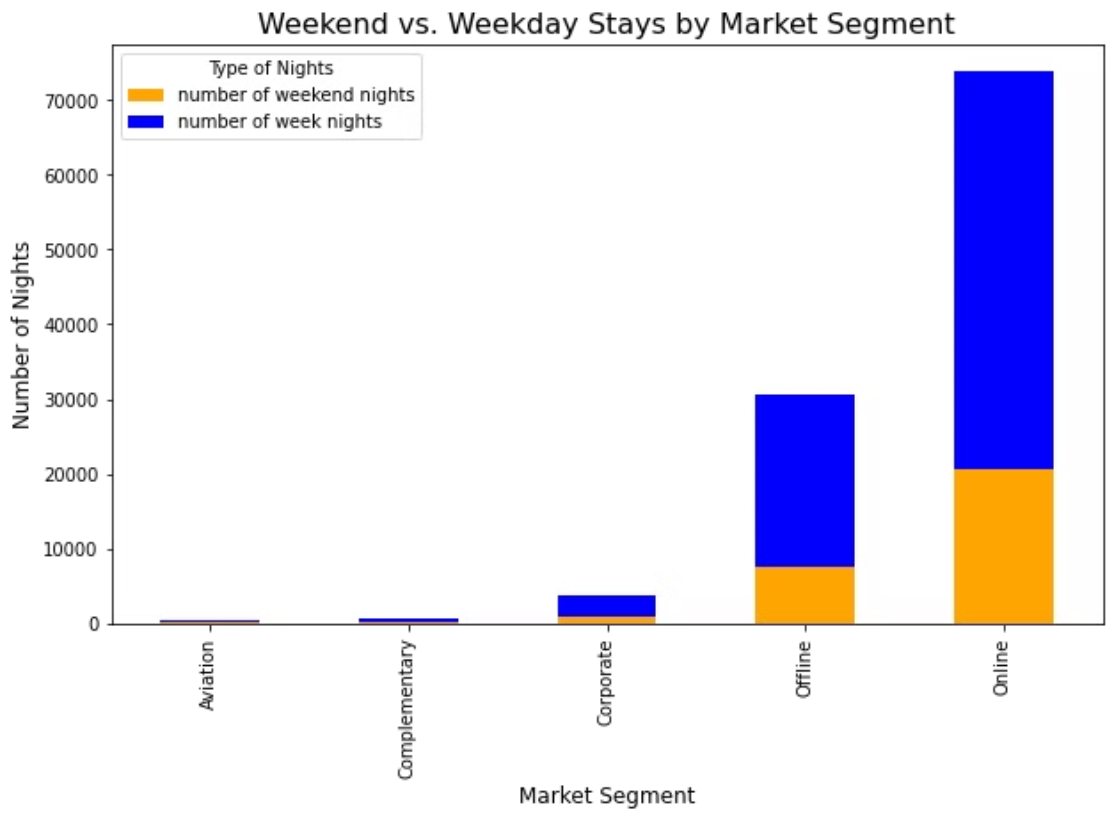 Weekend vs. Weekday Stays by Market Segment
Type of Nights
number of weekend nights
number of week nights
Number of Nights
70000
60000
50000
40000
30000
20000
10000
0
Aviation
Complementary
Corporate
Offline
Online
Market Segment